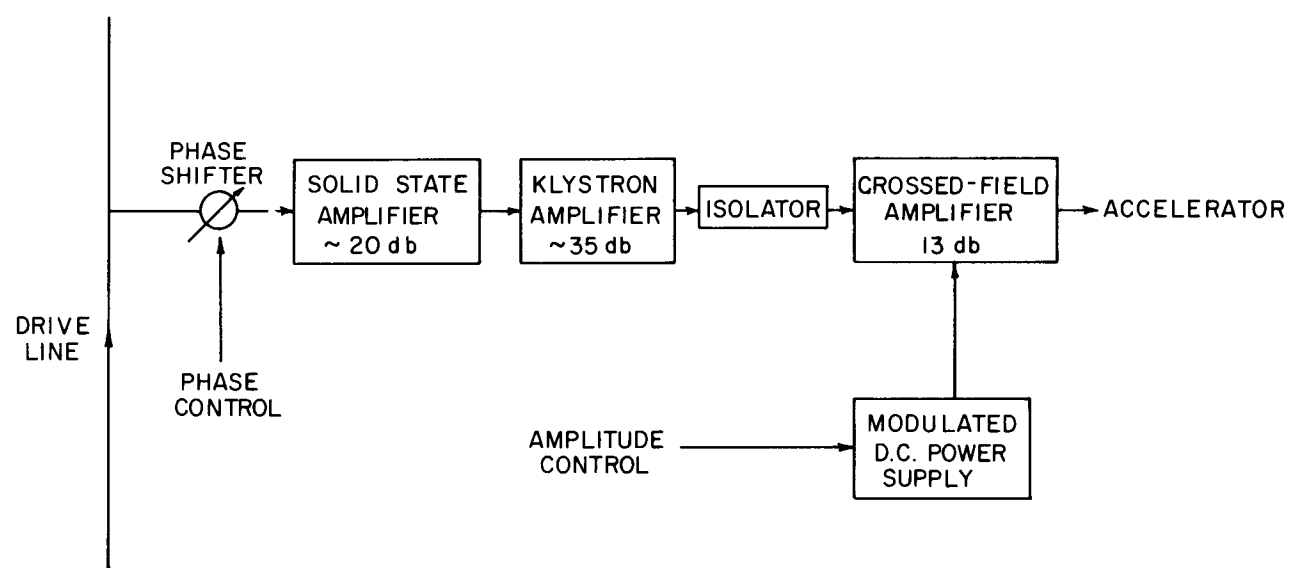 PHASE
SHIFTER
SOLID STATE
AMPLIFIER
~ 20 db
KLYSTRON
AMPLIFIER
~35 db
ISOLATOR
CROSSED-FIELD
AMPLIFIER
13 db
ACCELERATOR
DRIVE
LINE
PHASE
CONTROL
AMPLITUDE
CONTROL
MODULATED
D.C. POWER
SUPPLY